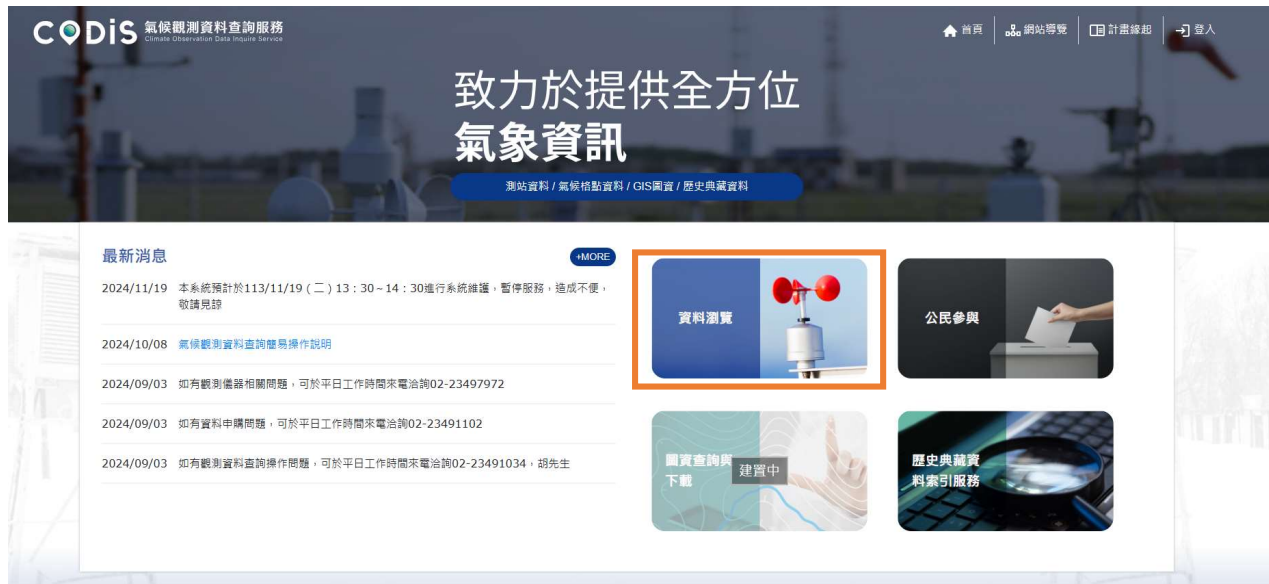 CODiS 氣候觀測資料查詢服務
Climate Observation Data Inquire Service
首頁
網站導覽
計畫緣起
登入
致力於提供全方位
氣象資訊
測站資料 / 氣候格點資料 / GIS圖資 / 歷史典藏資料
最新消息
+MORE
2024/11/19 本系統預計於113/11/19（二）13：30~14：30進行系統維護，暫停服務，造成不便，
敬請見諒
2024/10/08 氣候觀測資料查詢簡易操作說明
2024/09/03 如有觀測儀器相關問題，可於平日工作時間來電洽詢02-23497972
2024/09/03 如有資料申購問題，可於平日工作時間來電洽詢02-23491102
2024/09/03 如有觀測資料查詢操作問題，可於平日工作時間來電洽詢02-23491034，胡先生
資料瀏覽
公民參與
圖資查詢與
下載
建置中
歷史典藏資
料索引服務